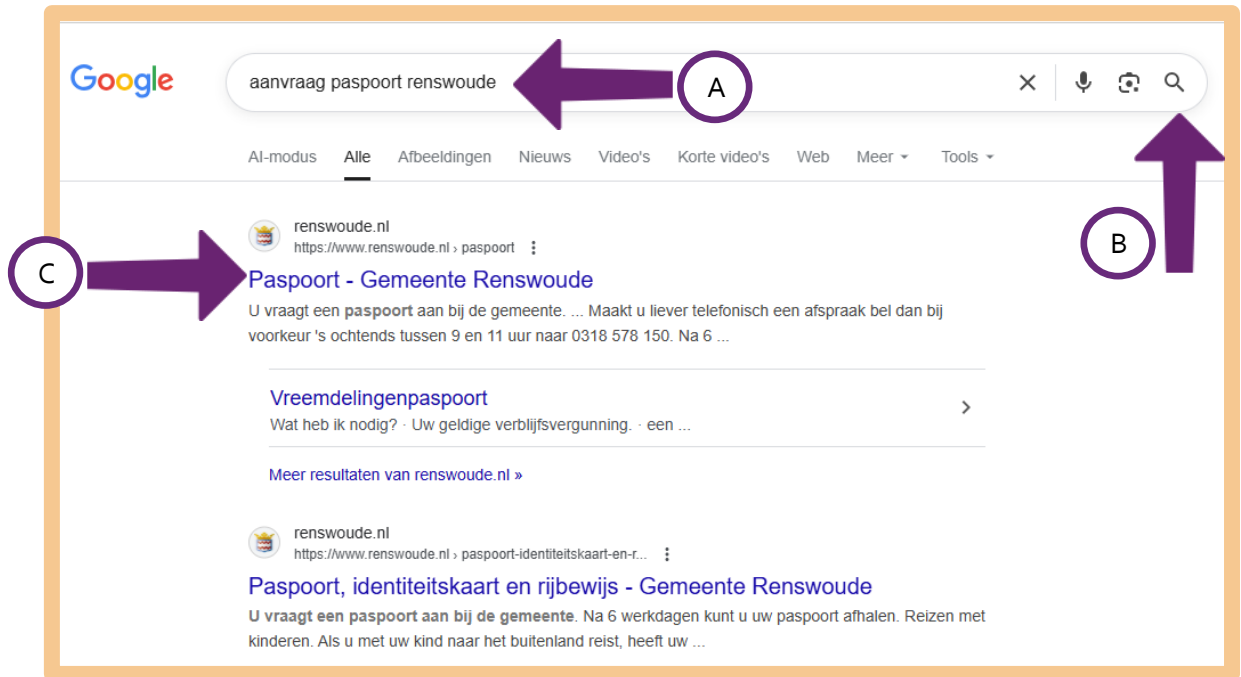 Google
aanvraag paspoort renswoude
A
AI-modus Alle Afbeeldingen Nieuws Video's Korte video's Web Meer Tools
B
renswoude.nl
https://www.renswoude.nl › paspoort
C
Paspoort - Gemeente Renswoude
U vraagt een paspoort aan bij de gemeente. ... Maakt u liever telefonisch een afspraak bel dan bij
voorkeur 's ochtends tussen 9 en 11 uur naar 0318 578 150. Na 6 ...
Vreemdelingenpaspoort
Wat heb ik nodig? · Uw geldige verblijfsvergunning. · een ...
Meer resultaten van renswoude.nl »
renswoude.nl
https://www.renswoude.nl › paspoort-identiteitskaart-en-r...
Paspoort, identiteitskaart en rijbewijs - Gemeente Renswoude
U vraagt een paspoort aan bij de gemeente. Na 6 werkdagen kunt u uw paspoort afhalen. Reizen met
kinderen. Als u met uw kind naar het buitenland reist, heeft uw ...